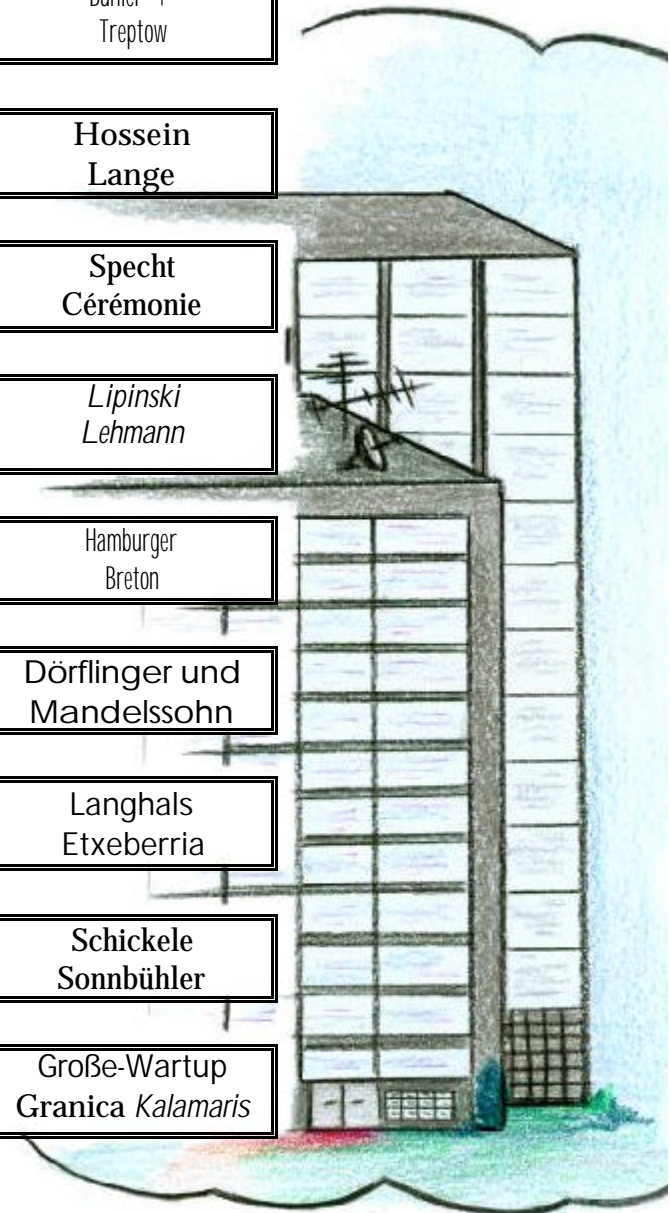 Treptow
Hossein
Lange
Specht
Cérémonie
Lipinski
Lehmann
Hamburger
Breton
Dörflinger und
Mandelssohn
Langhals
Etxeberria
Schickele
Sonnbühler
Große-Wartup
Granica Kalamaris